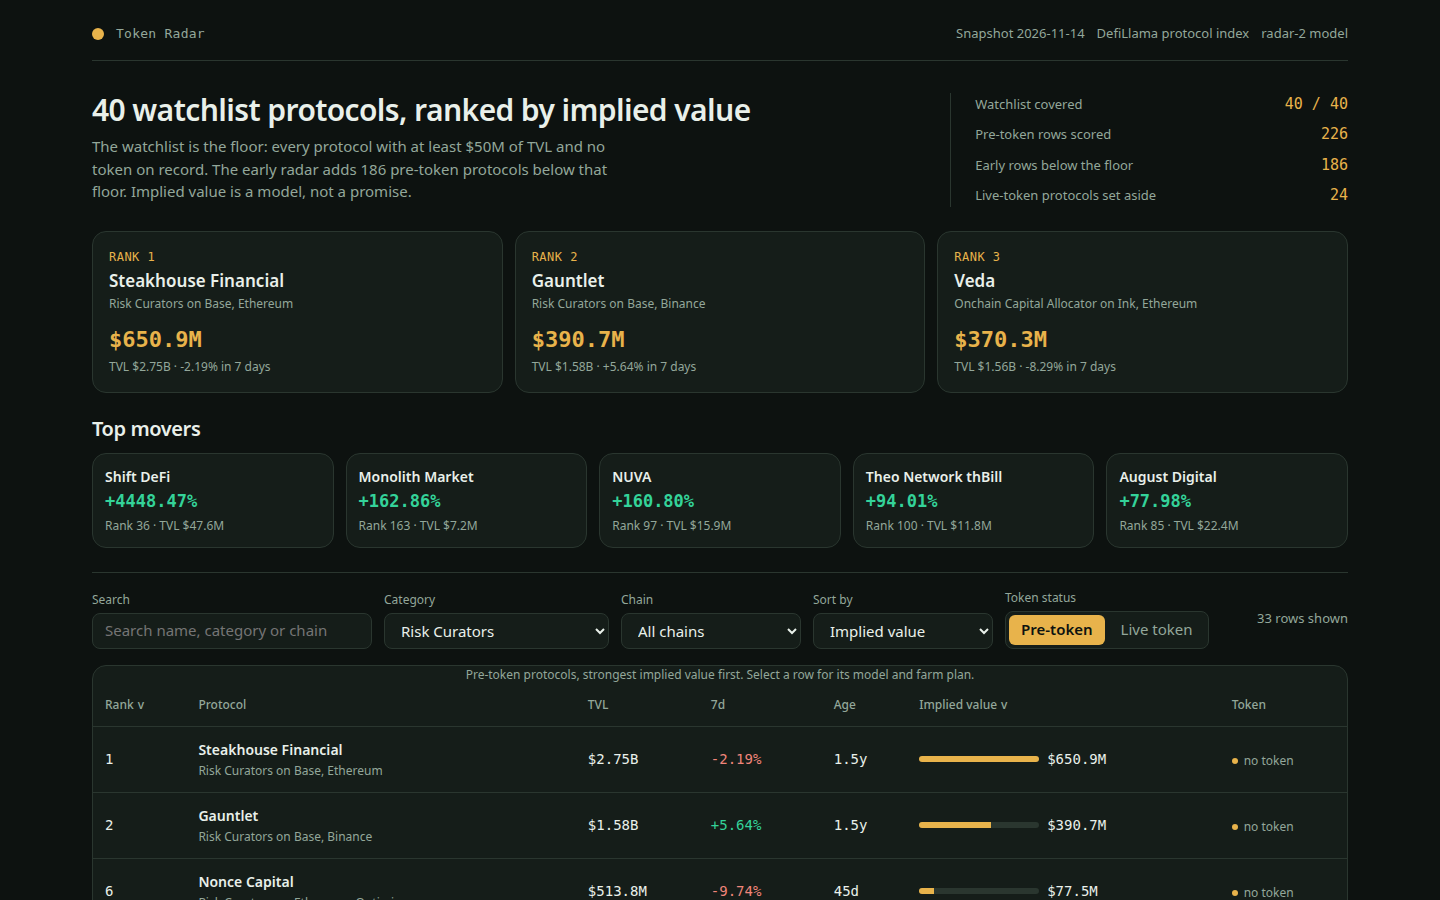 Token Radar
Snapshot 2026-11-14 DefiLlama protocol index radar-2 model
40 watchlist protocols, ranked by implied value
The watchlist is the floor: every protocol with at least $50M of TVL and no
token on record. The early radar adds 186 pre-token protocols below that
floor. Implied value is a model, not a promise.
Watchlist covered 40 / 40
Pre-token rows scored 226
Early rows below the floor 186
Live-token protocols set aside 24
RANK 1
Steakhouse Financial
Risk Curators on Base, Ethereum
$650.9M
TVL $2.75B · -2.19% in 7 days
RANK 2
Gauntlet
Risk Curators on Base, Binance
$390.7M
TVL $1.58B · +5.64% in 7 days
RANK 3
Veda
Onchain Capital Allocator on Ink, Ethereum
$370.3M
TVL $1.56B · -8.29% in 7 days
Top movers
Shift DeFi
+4448.47%
Rank 36 · TVL $47.6M
Monolith Market
+162.86%
Rank 163 · TVL $7.2M
NUVA
+160.80%
Rank 97 · TVL $15.9M
Theo Network thBill
+94.01%
Rank 100 · TVL $11.8M
August Digital
+77.98%
Rank 85 · TVL $22.4M
Search
Search name, category or chain
Category
Risk Curators
Chain
All chains
Sort by
Implied value
Token status
Pre-token Live token
33 rows shown
Pre-token protocols, strongest implied value first. Select a row for its model and farm plan.
Rank v Protocol TVL 7d Age Implied value v Token
1 Steakhouse Financial $2.75B -2.19% 1.5y $650.9M no token
Risk Curators on Base, Ethereum
2 Gauntlet $1.58B +5.64% 1.5y $390.7M no token
Risk Curators on Base, Binance
6 Nonce Capital $513.8M -9.74% 45d $77.5M no token